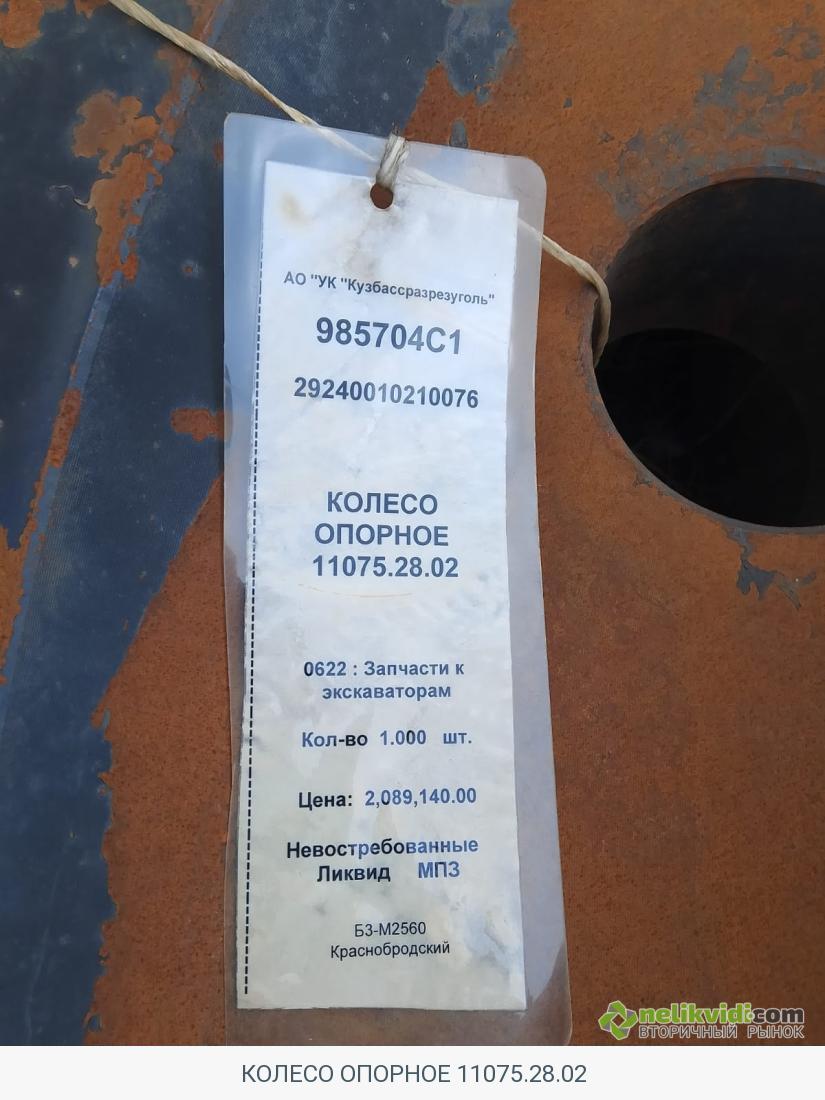 АО "УК "Кузбассразрезуголь"
985704С1
29240010210076
КОЛЕСО
ОПОРНОЕ
11075.28.02
0622 : Запчасти к
экскаваторам
Кол-во 1.000 шт.
Цена: 2,089,140.00
Невостребованные
Ликвид МПЗ
БЗ-М2560
Краснобродский
nelikvidi.com
ВТОРИЧНЫЙ РЫНОК
КОЛЕСО ОПОРНОЕ 11075.28.02